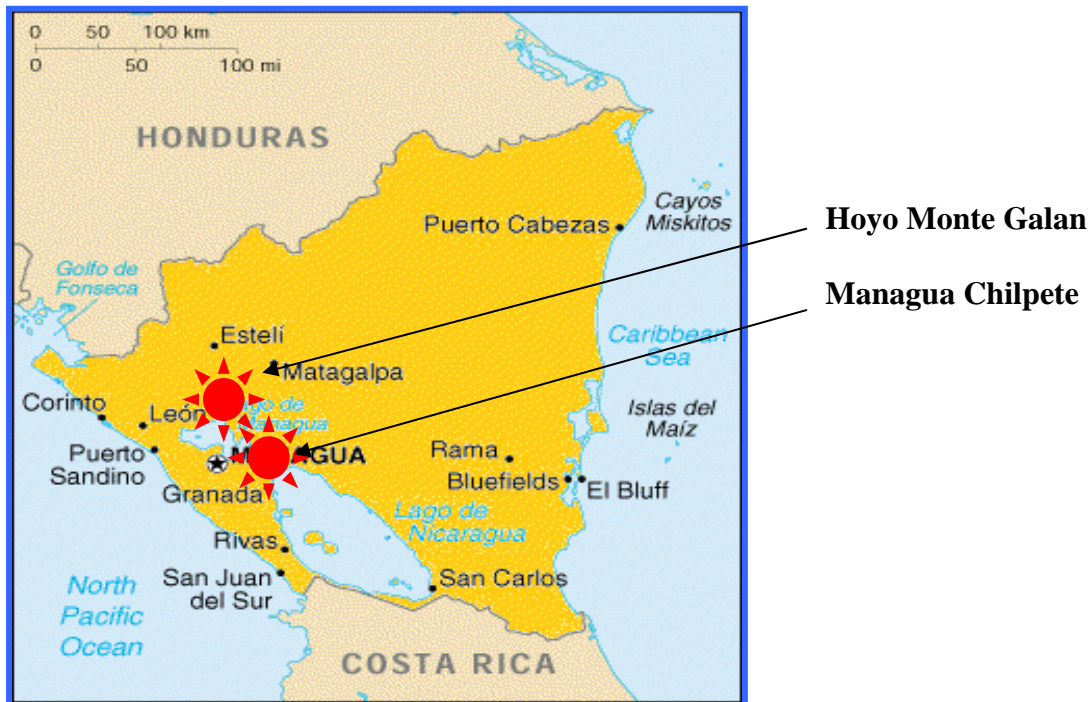 0 50 100 km
0 50 100 mi
HONDURAS
Cayos
Miskitos
Puerto Cabezas
Hoyo Monte Galan
Golfo de
Fonseca
Managua Chilpete
Estelí
Caribbean
Sea
Matagalpa
Corinto
León
Islas del
Maíz
Puerto
Sandino
Rama
Bluefields
El Bluff
Granada
Lago de
Nicaragua
Rivas
San Juan
del Sur
San Carlos
North
Pacific
Ocean
COSTA RICA